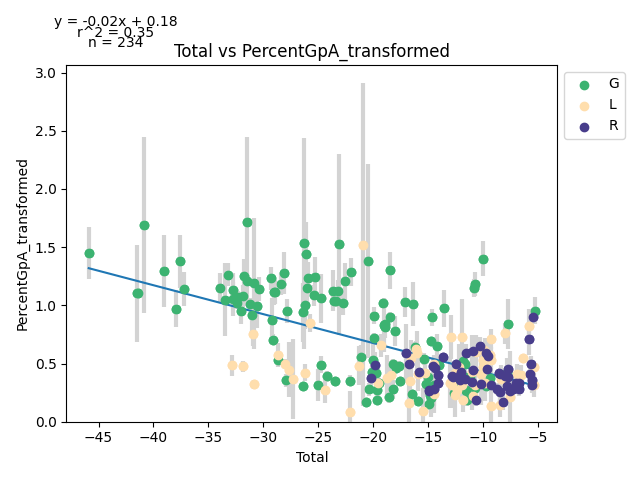 y = -0.02x + 0.18
r^2 = 0.35
n = 234
Total vs PercentGpA_transformed
3.0
2.5
2.0
1.5
1.0
0.5
0.0
PercentGpA_transformed
−45
−40
−35
−30
−25
−20
−15
−10
−5
Total
G
L
R